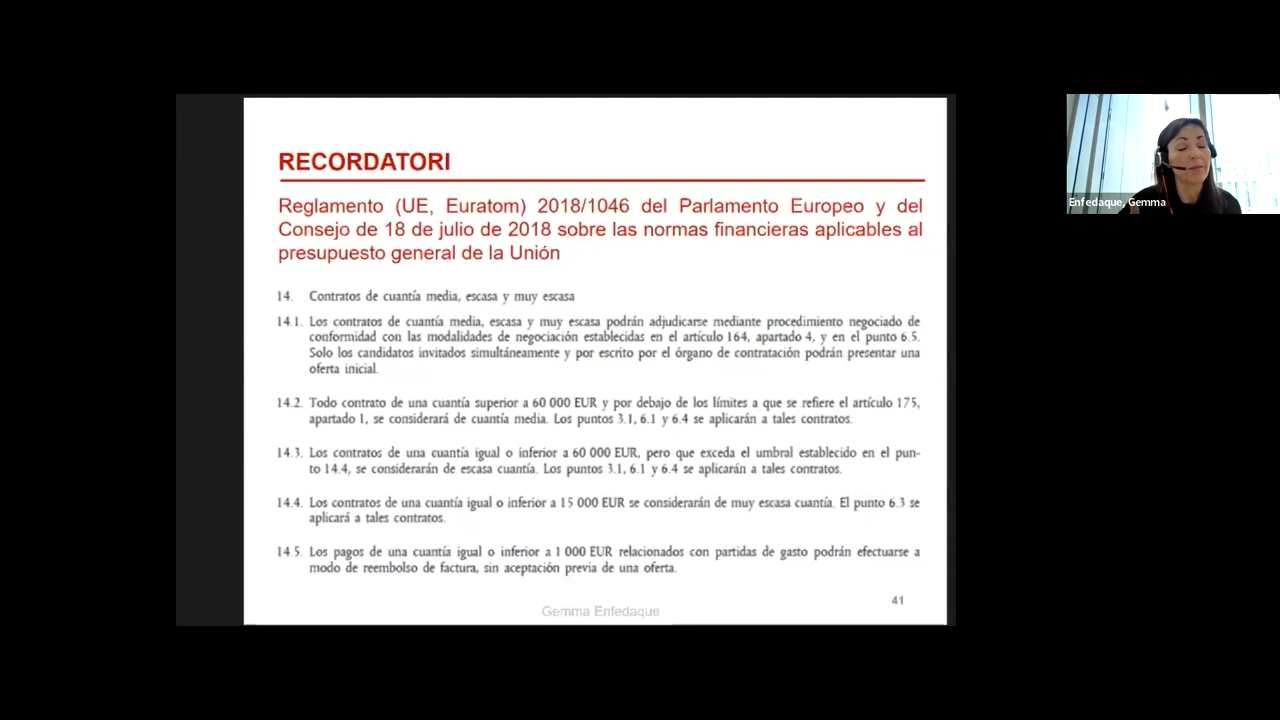 RECORDATORI
Reglamento (UE, Euratom) 2018/1046 del Parlamento Europeo y del
Consejo de 18 de julio de 2018 sobre las normas financieras aplicables al
presupuesto general de la Unión
14. Contratos de cuantía media, escasa y muy escasa
14.1. Los contratos de cuantía media, escasa y muy escasa podrán adjudicarse mediante procedimiento negociado de
conformidad con las modalidades de negociación establecidas en el artículo 164, apartado 4, y en el punto 6.5.
Solo los candidatos invitados simultáneamente y por escrito por el órgano de contratación podrán presentar una
oferta inicial.
14.2. Todo contrato de una cuantía superior a 60 000 EUR y por debajo de los límites a que se refiere el artículo 175,
apartado 1, se considerará de cuantía media. Los puntos 3.1, 6.1 y 6.4 se aplicarán a tales contratos.
14.3. Los contratos de una cuantía igual o inferior a 60 000 EUR, pero que exceda el umbral establecido en el pun-
to 14.4, se considerarán de escasa cuantía. Los puntos 3.1, 6.1 y 6.4 se aplicarán a tales contratos.
14.4. Los contratos de una cuantía igual o inferior a 15 000 EUR se considerarán de muy escasa cuantía. El punto 6.3 se
aplicará a tales contratos.
14.5. Los pagos de una cuantía igual o inferior a 1 000 EUR relacionados con partidas de gasto podrán efectuarse a
modo de reembolso de factura, sin aceptación previa de una oferta.
41
Gemma Enfedaque
Enfedaque, Gemma